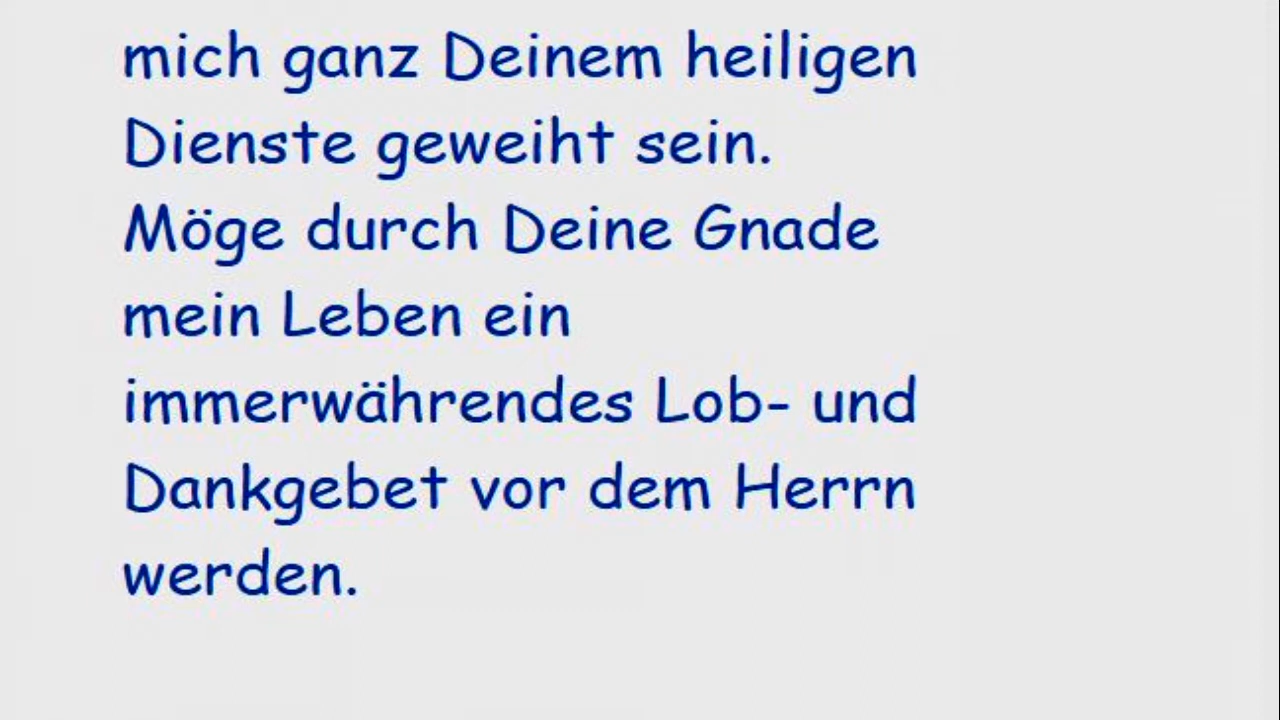 mich ganz Deinem heiligen
Dienste geweiht sein.
Möge durch Deine Gnade
mein Leben ein
immerwährendes Lob- und
Dankgebet vor dem Herrn
werden.